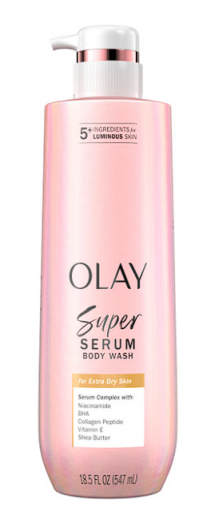 5+ INGREDIENTS for
LUMINOUS SKIN
OLAY
Super
SERUM
BODY WASH
for Extra Dry Skin
Serum Complex with:
Niacinamide
BHA
Collagen Peptide
Vitamin E
Shea Butter
18.5 FL OZ (547 mL)